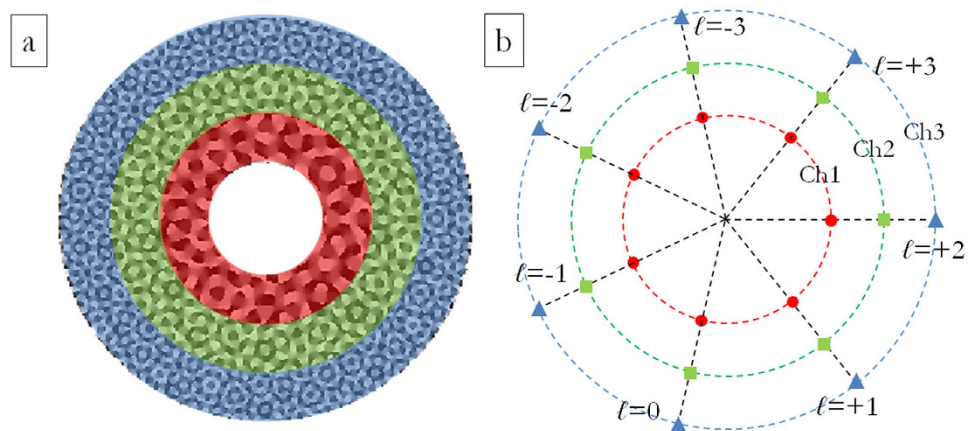 a
b
ℓ=-3
ℓ=+3
ℓ=-2
Ch3
Ch2
Ch1
ℓ=+2
ℓ=-1
ℓ=0
ℓ=+1